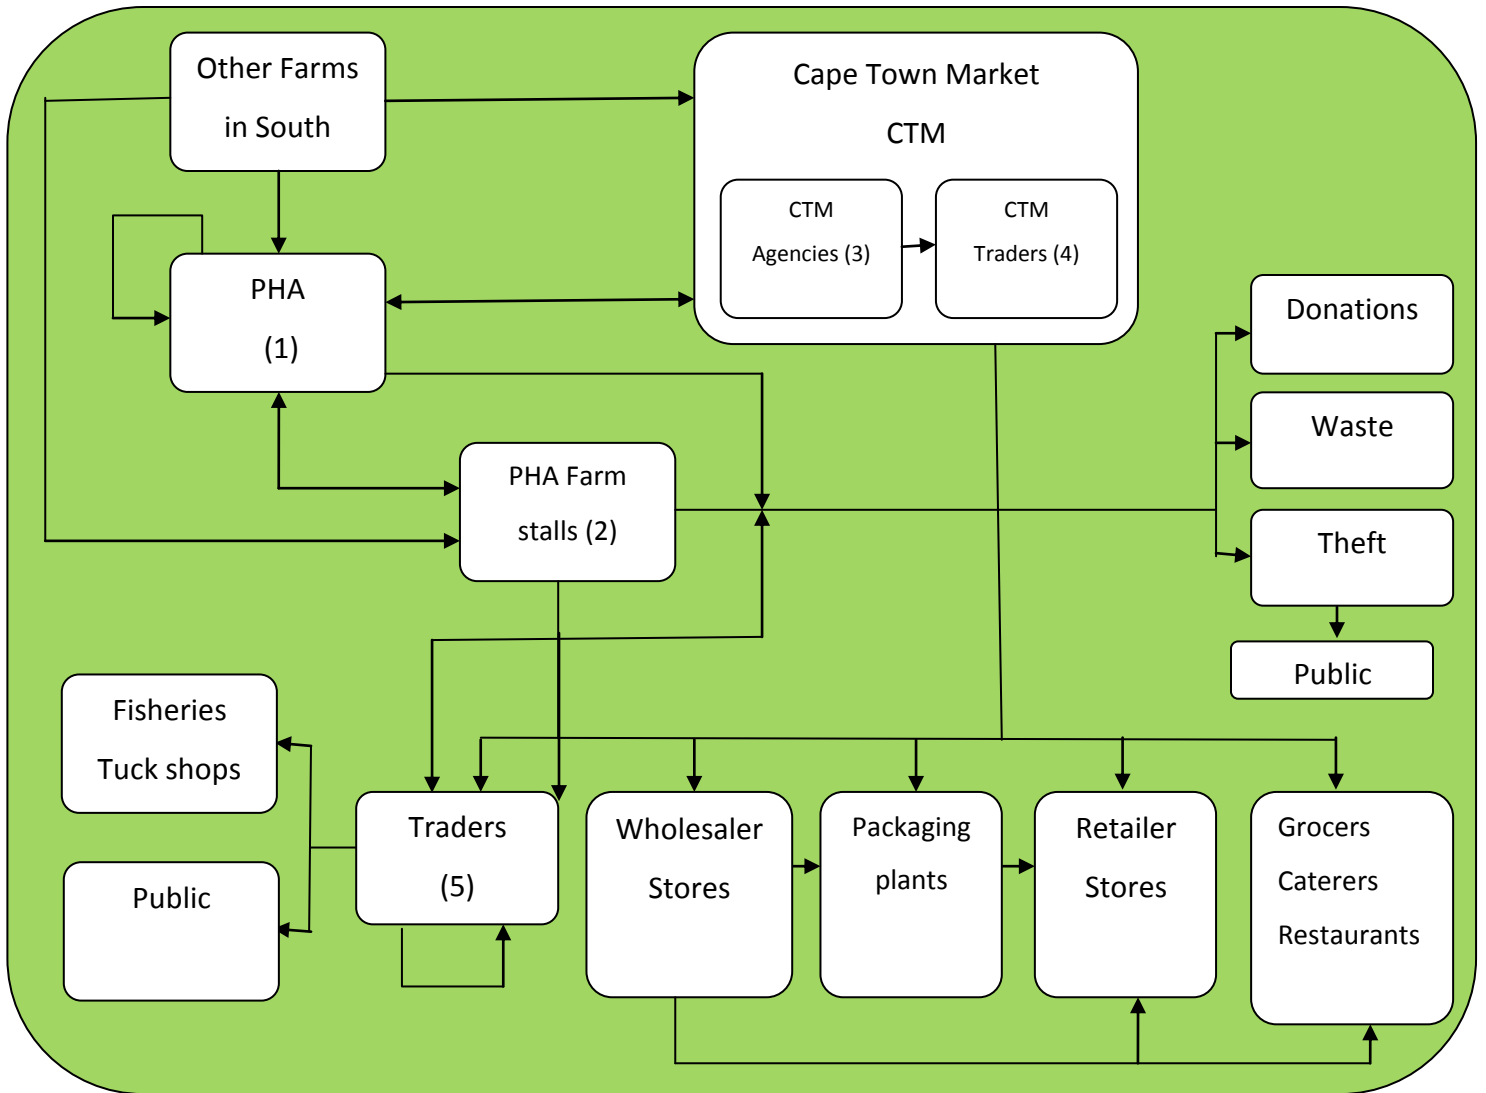 Other Farms
in South
Cape Town Market
CTM
CTM
Agencies (3)
CTM
Traders (4)
PHA
(1)
Donations
Waste
PHA Farm
stalls (2)
Theft
Public
Fisheries
Tuck shops
Public
Traders
(5)
Wholesaler
Stores
Packaging
plants
Retailer
Stores
Grocers
Caterers
Restaurants